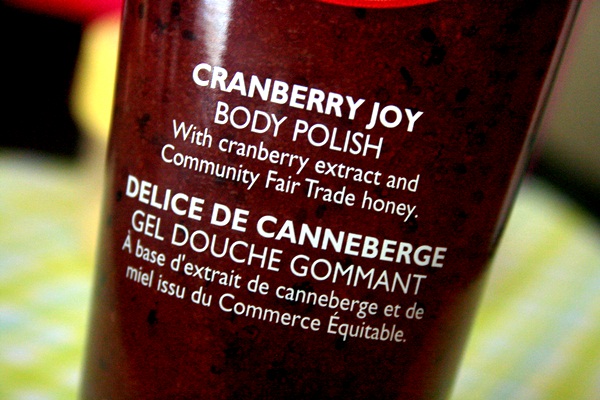 CRANBERRY JOY
BODY POLISH
With cranberry extract and
Community Fair Trade honey.
DELICE DE CANNEBERGE
GEL DOUCHE GOMMANT
À base d'extrait de canneberge et de
miel issu du Commerce Équitable.